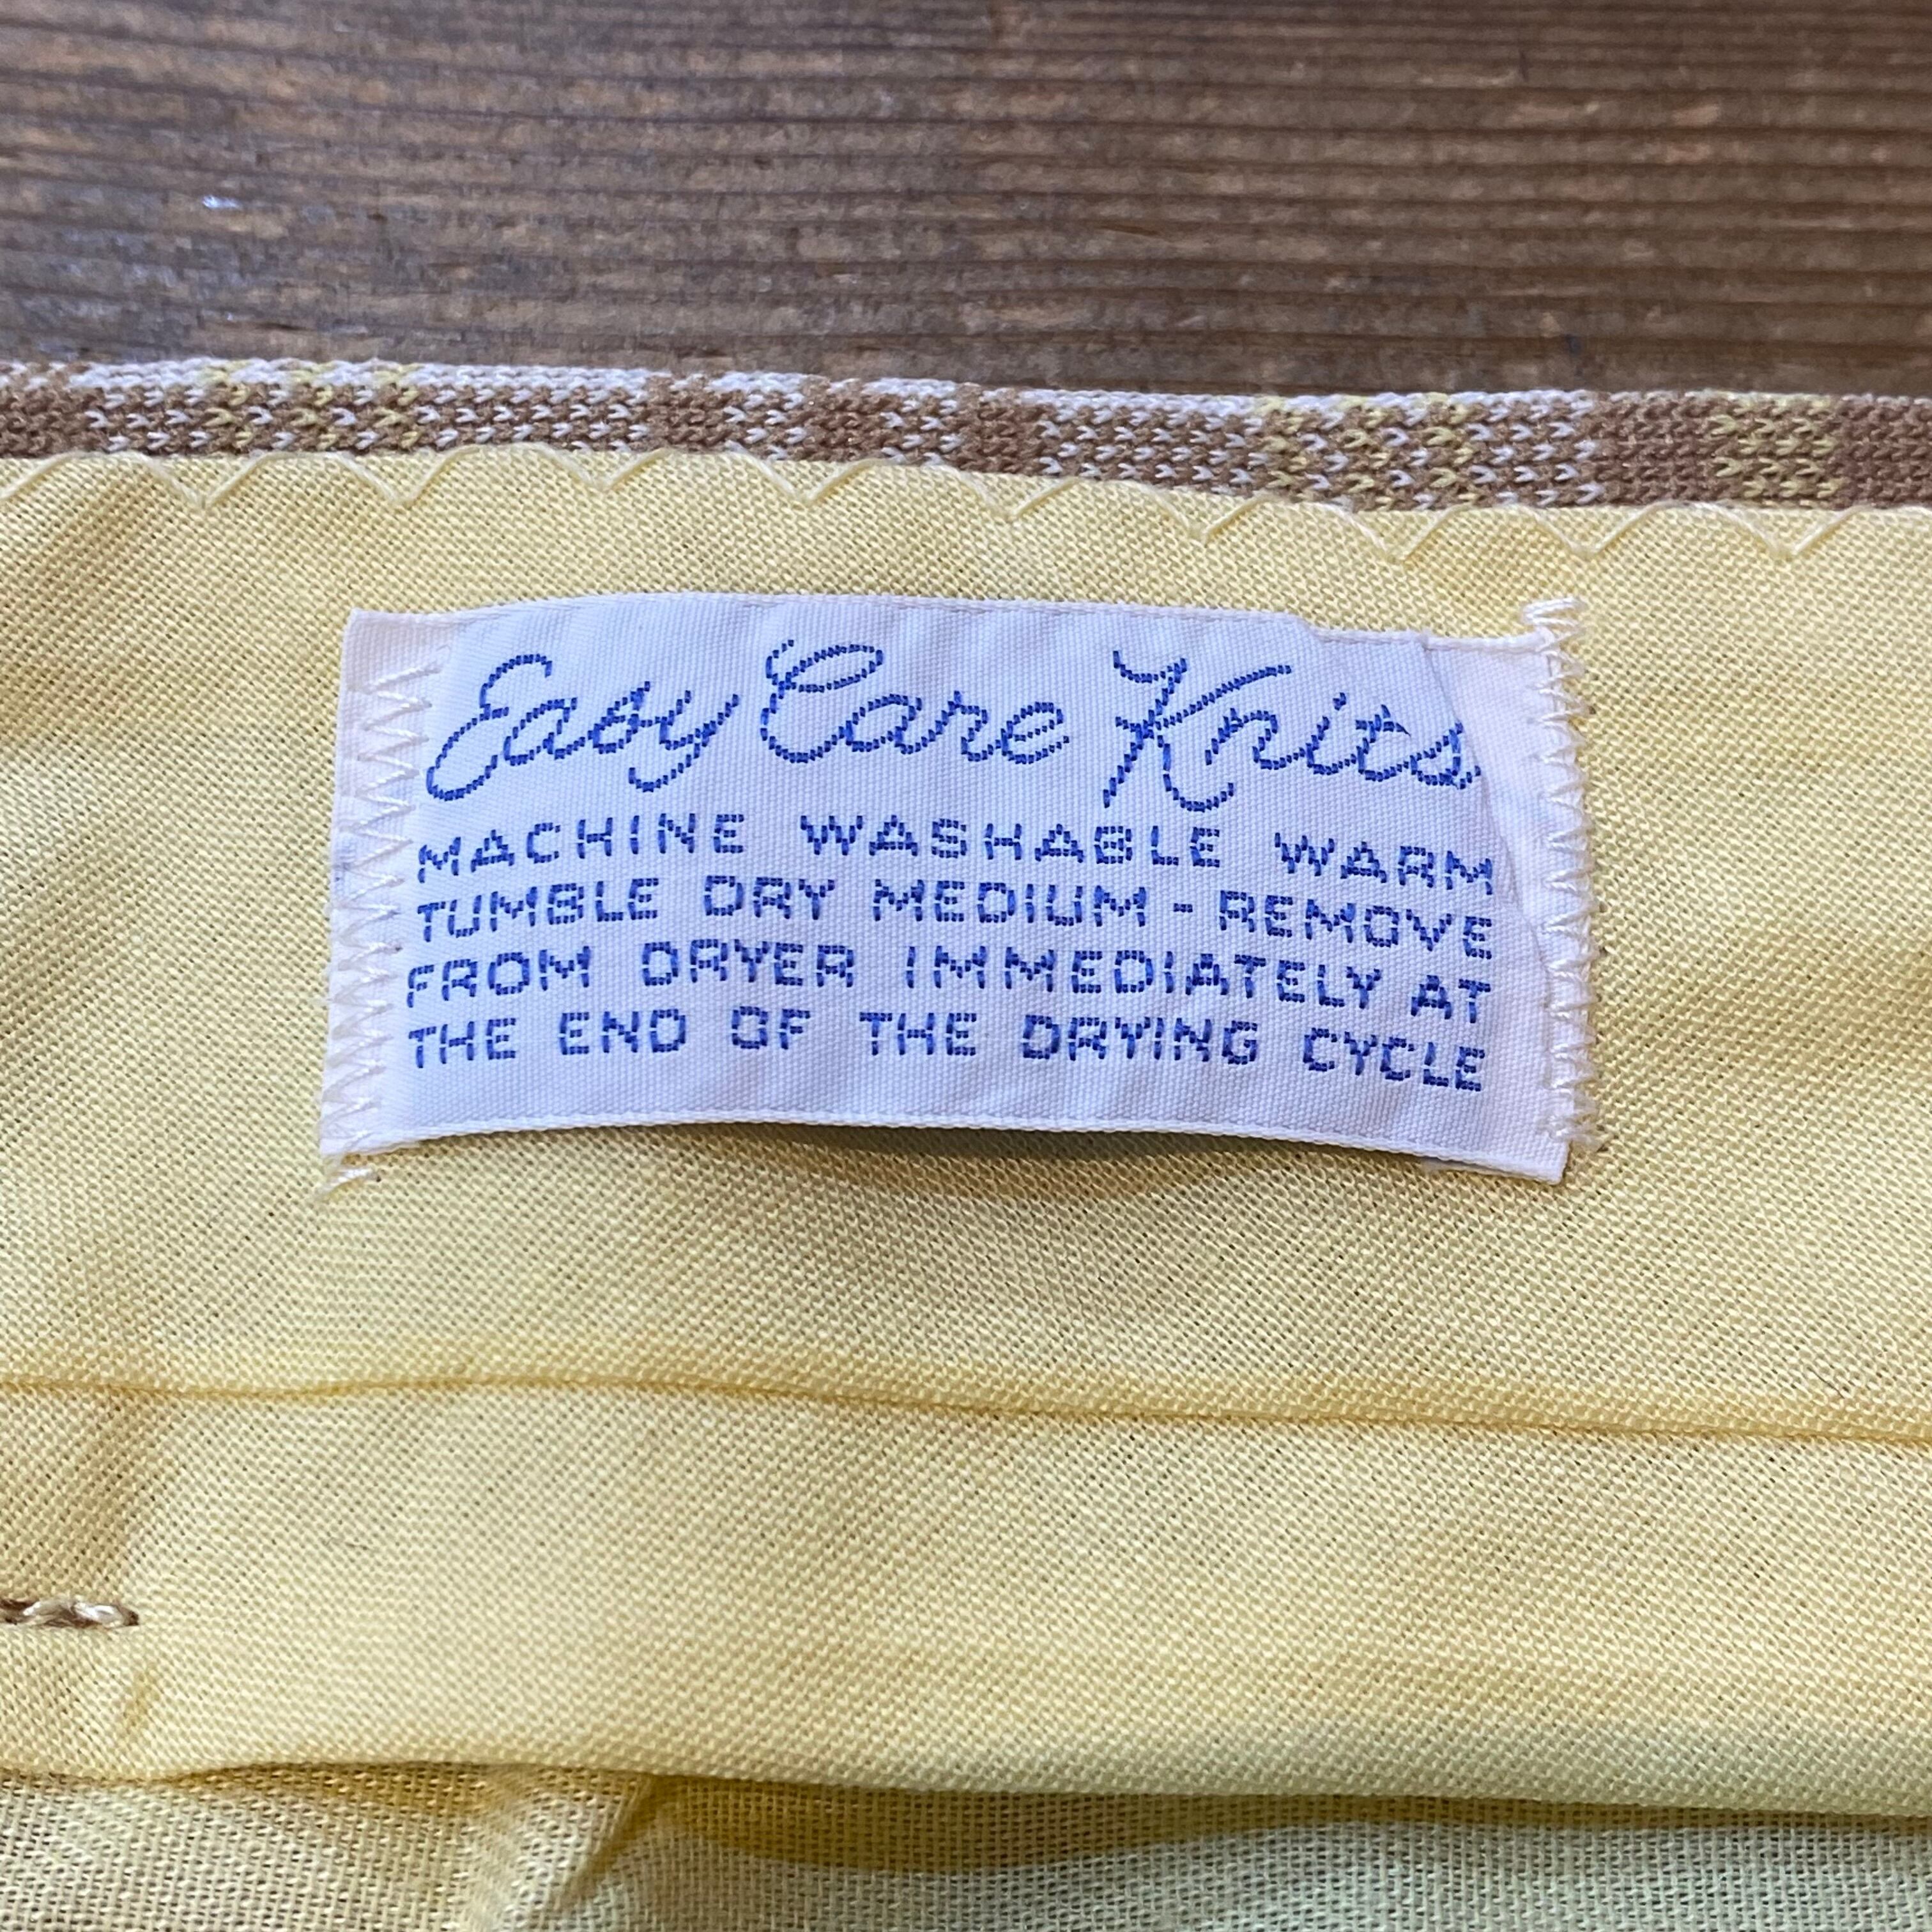 Easy Care Knits
MACHINE WASHABLE WARM
TUMBLE DRY MEDIUM - REMOVE
FROM DRYER IMMEDIATELY AT
THE END OF THE DRYING CYCLE